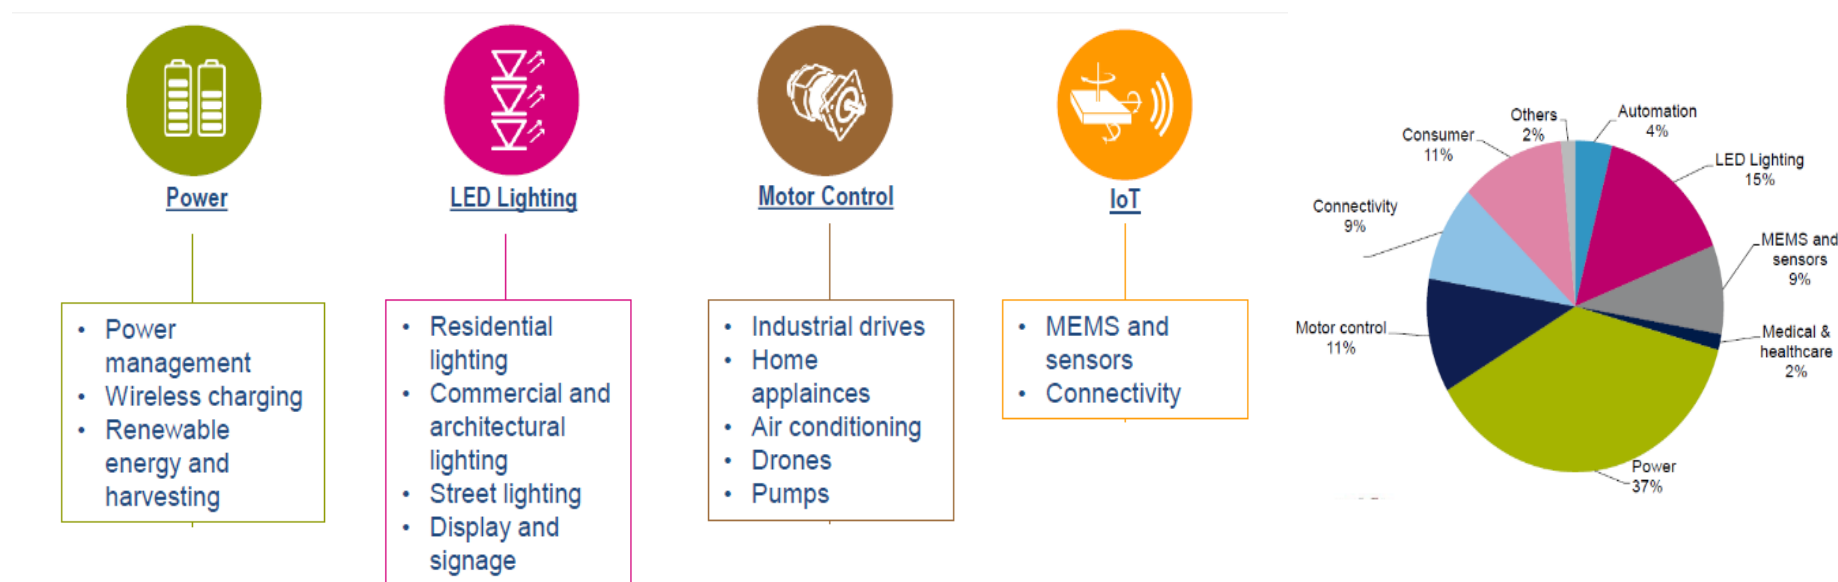 Power
• Power
management
• Wireless charging
• Renewable
energy and
harvesting
LED Lighting
• Residential
lighting
• Commercial and
architectural
lighting
• Street lighting
• Display and
signage
Motor Control
• Industrial drives
• Home
applainces
• Air conditioning
• Drones
• Pumps
IoT
• MEMS and
sensors
• Connectivity
Others
2%
Automation
4%
Consumer
11%
LED Lighting
15%
Connectivity
9%
MEMS and
sensors
9%
Motor control
11%
Medical &
healthcare
2%
Power
37%